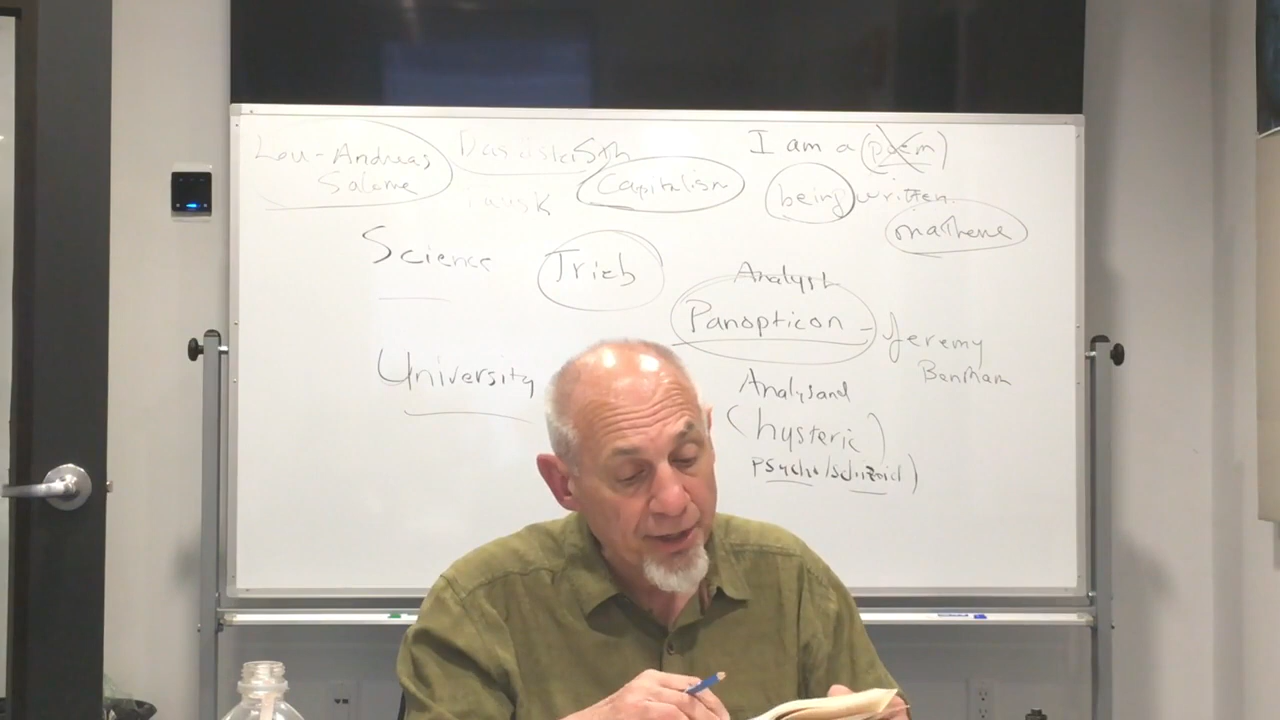 Lou-Andreas
Salome
Capitalism
I am a (poem)
being written
Science
Trieb
Analyst
Panopticon - Jeremy
Bentham
University
Analysand
(hysteric)
psycho/schizoid)